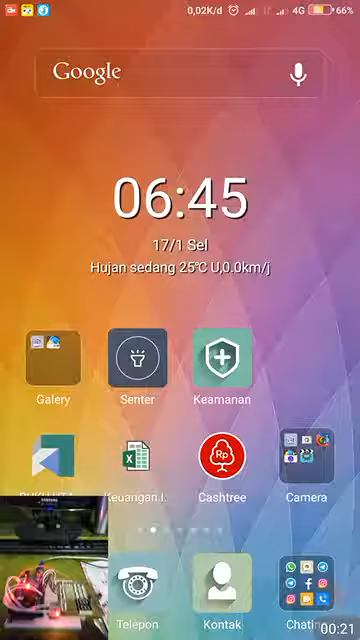 0,02K/d 4G 66%
Google
06:45
17/1 Sel
Hujan sedang 25℃ U,0.0km/j
Galery Senter Keamanan
Rp
Keuangan.l.. Cashtree Camera
Telepon Kontak
00:21